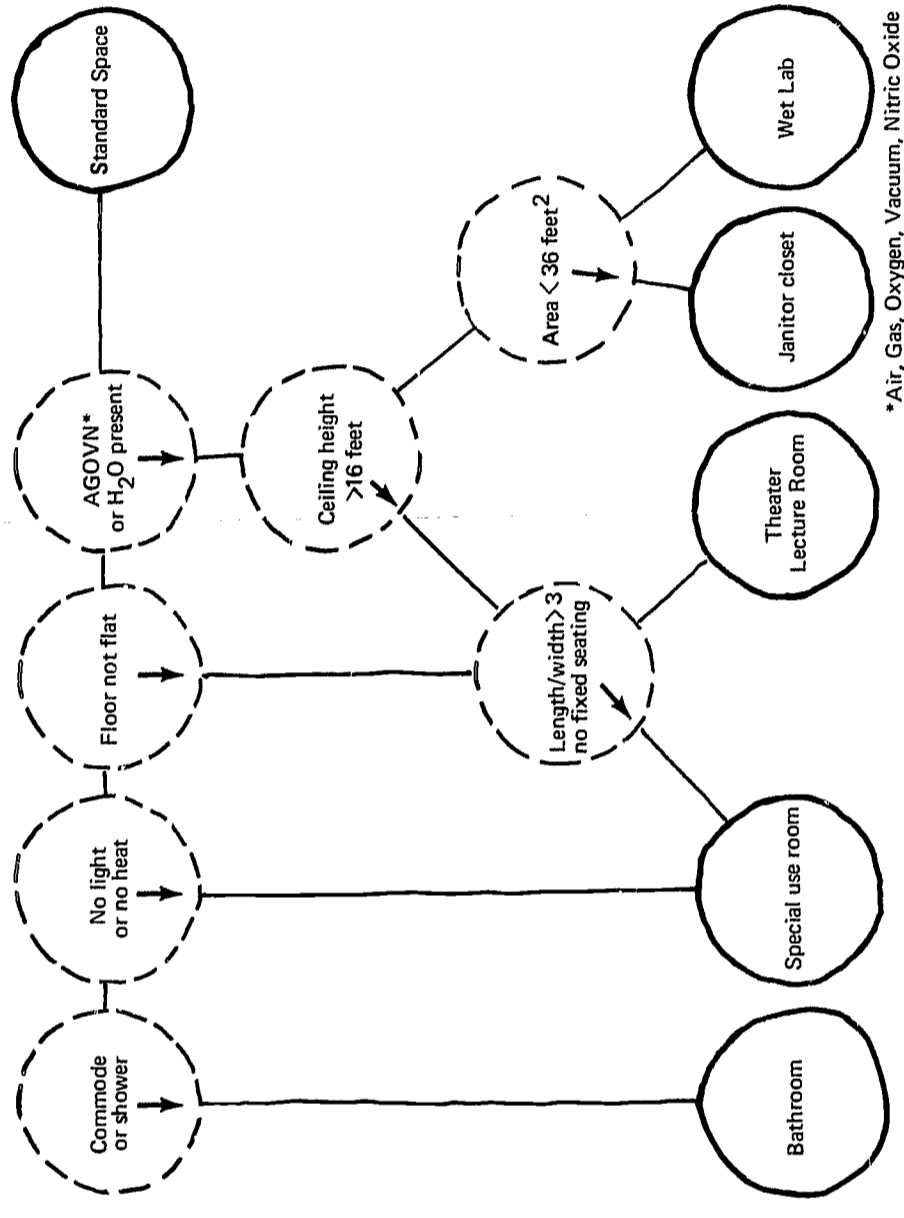 Commode
or shower
No light
or no heat
Floor not flat
AGOVN*
or H₂O present
Standard Space
Ceiling height
>16 feet
Length/width>3
no fixed seating
Area < 36 feet²
Bathroom
Special use room
Theater
Lecture Room
Janitor closet
Wet Lab
*Air, Gas, Oxygen, Vacuum, Nitric Oxide